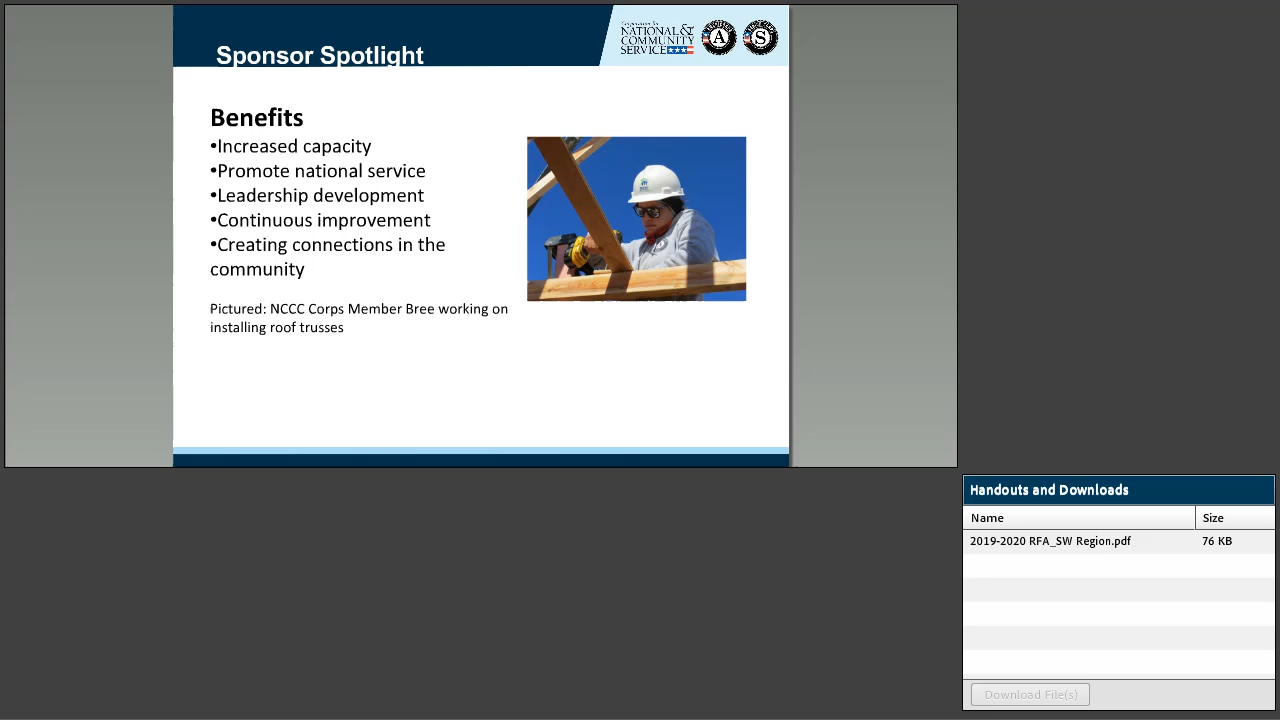 Sponsor Spotlight
Corporation for
NATIONAL &
COMMUNITY
SERVICE
A
S
Benefits
•Increased capacity
•Promote national service
•Leadership development
•Continuous improvement
•Creating connections in the
community
Pictured: NCCC Corps Member Bree working on
installing roof trusses
Handouts and Downloads
Name Size
2019-2020 RFA_SW Region.pdf 76 KB
Download File(s)